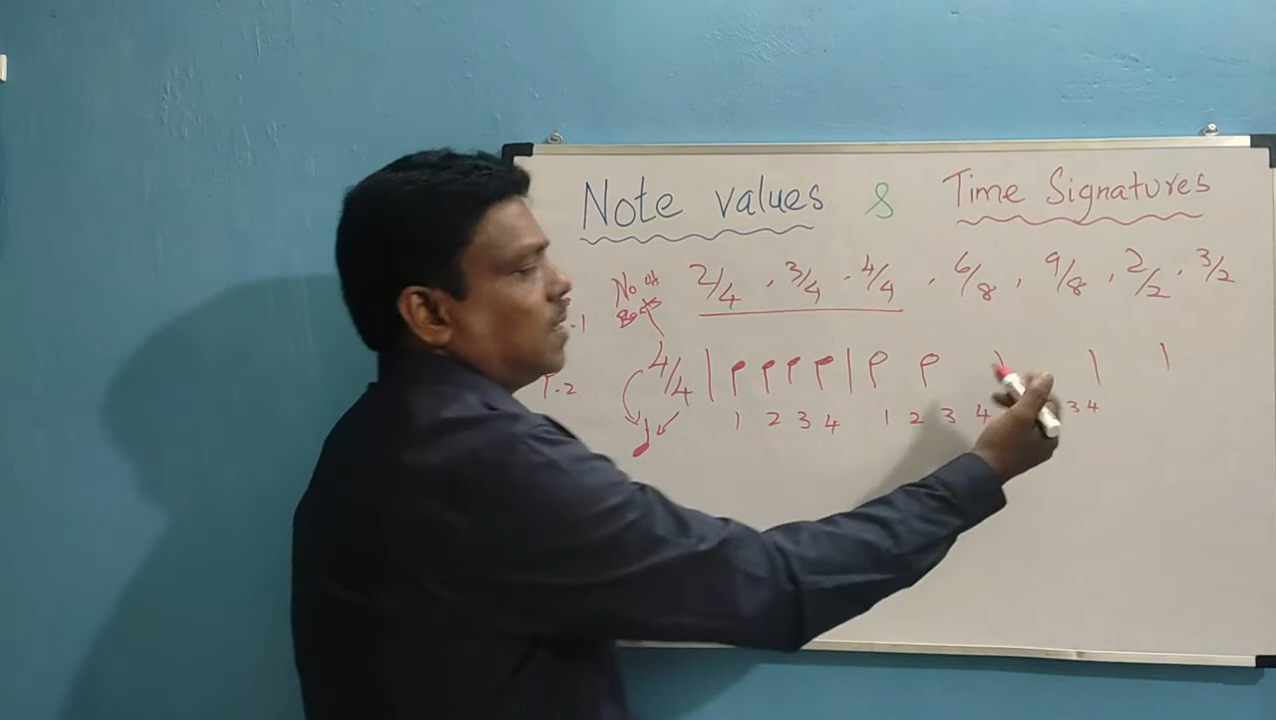 Note values & Time Signatures
No of 2/4 , 3/4 , 4/4 , 6/8 , 9/8 , 2/2 , 3/2
Beats
4/4
1 2 3 4 1 2 3 4 3 4